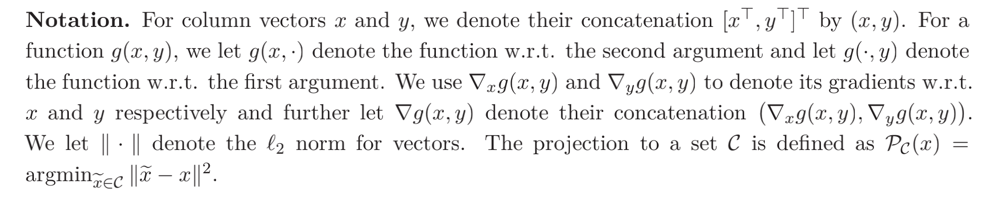 **Notation.** For column vectors $x$ and $y$, we denote their concatenation $[x^\top, y^\top]^\top$ by $(x, y)$. For a
function $g(x, y)$, we let $g(x, \cdot)$ denote the function w.r.t. the second argument and let $g(\cdot, y)$ denote
the function w.r.t. the first argument. We use $\nabla_x g(x, y)$ and $\nabla_y g(x, y)$ to denote its gradients w.r.t.
$x$ and $y$ respectively and further let $\nabla g(x, y)$ denote their concatenation $(\nabla_x g(x, y), \nabla_y g(x, y))$.
We let $\| \cdot \|$ denote the $\ell_2$ norm for vectors. The projection to a set $\mathcal{C}$ is defined as $\mathcal{P}_{\mathcal{C}}(x) =$
$\mathrm{argmin}_{\widetilde{x} \in \mathcal{C}} \|\widetilde{x} - x\|^2$.